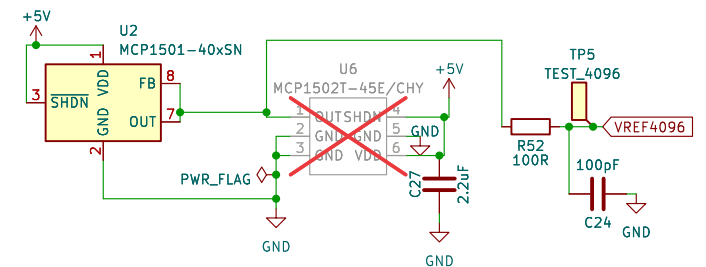 +5V
U2
MCP1501-40xSN
1
VDD
8
FB
3
SHDN
7
OUT
GND
2
U6
MCP1502T-45E/CHY
1
OUT
SHDN
4
2
GND
GND
5
3
GND
VDD
6
+5V
GND
PWR_FLAG
GND
C27
2.2uF
GND
TP5
TEST_4096
R52
100R
VREF4096
100pF
C24
GND